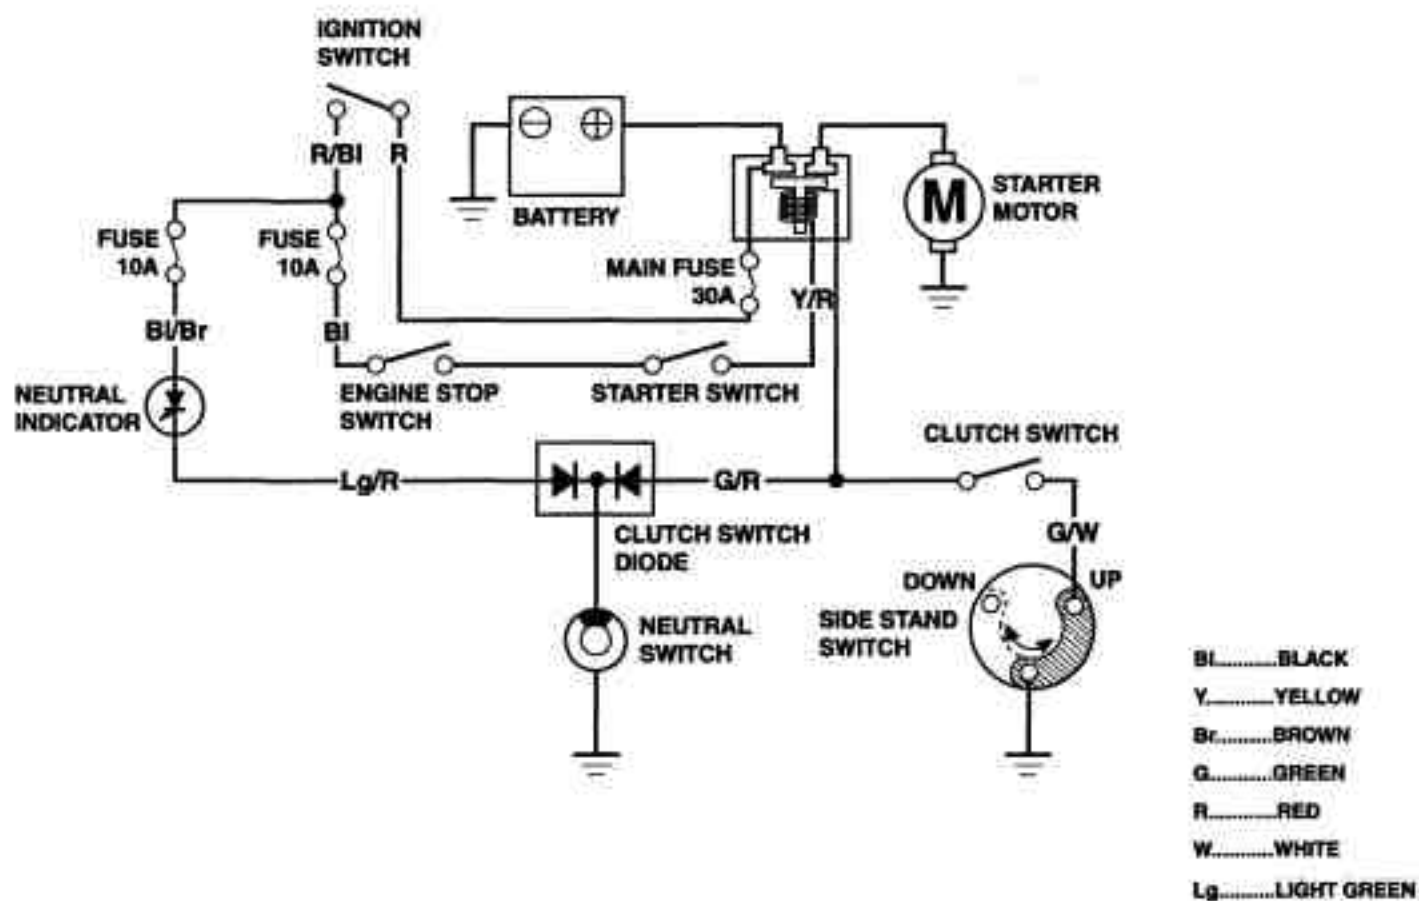 IGNITION
SWITCH
R/Bl R
BATTERY
STARTER
MOTOR
M
FUSE
10A
FUSE
10A
MAIN FUSE
30A
Y/R
Bl/Br
Bl
NEUTRAL
INDICATOR
ENGINE STOP
SWITCH
STARTER SWITCH
CLUTCH SWITCH
Lg/R
G/R
CLUTCH SWITCH
DIODE
G/W
DOWN
UP
SIDE STAND
SWITCH
NEUTRAL
SWITCH
Bl............BLACK
Y.............YELLOW
Br...........BROWN
G............GREEN
R.............RED
W............WHITE
Lg..........LIGHT GREEN